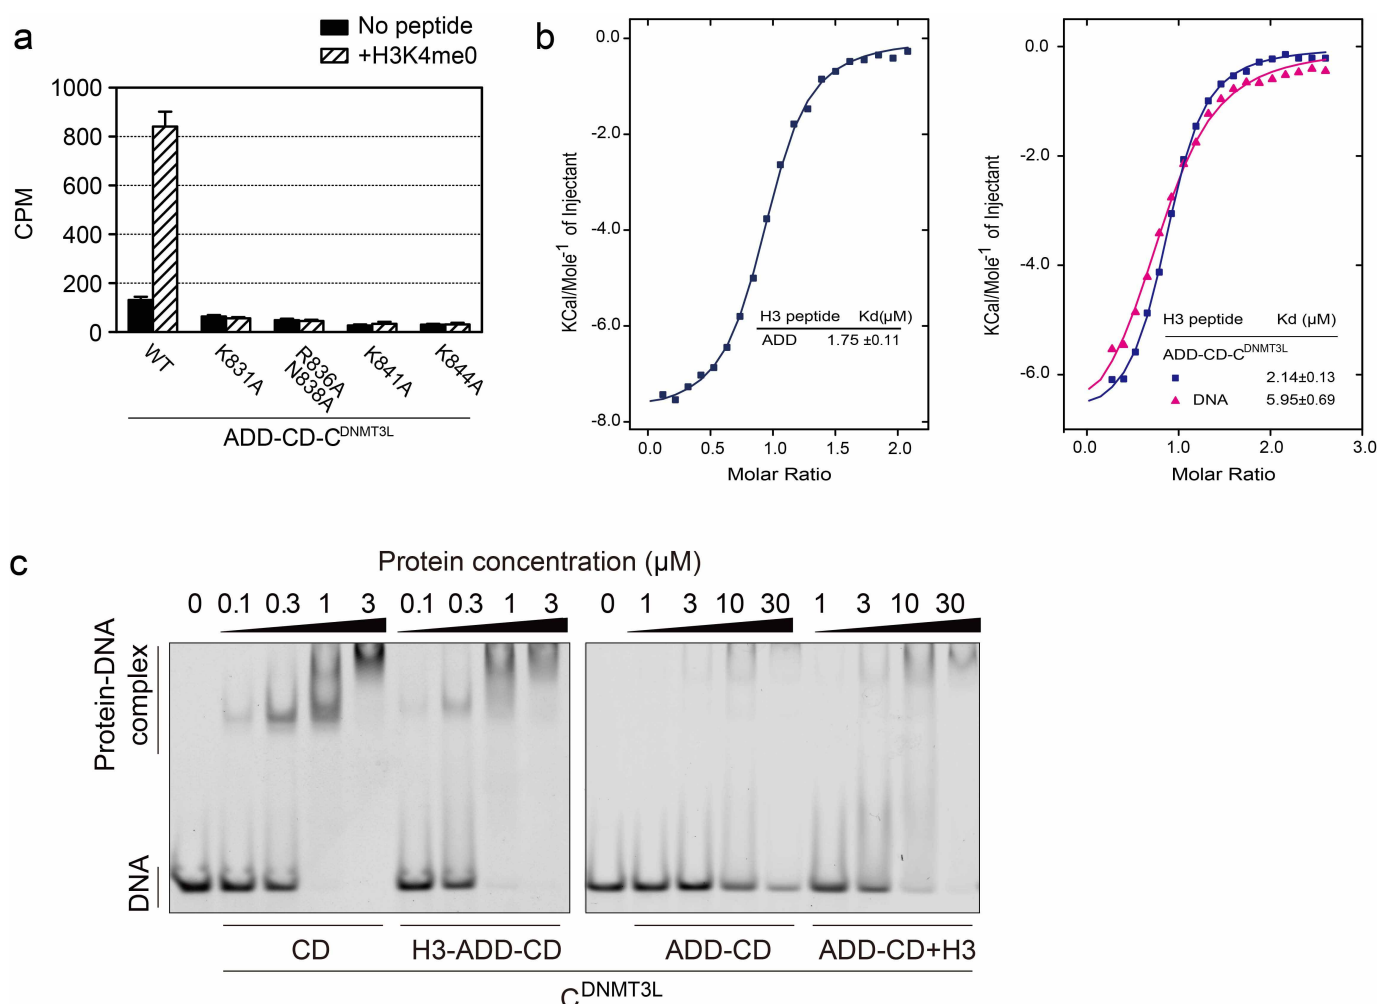 a
No peptide
+H3K4me0
CPM
1000
800
600
400
200
0
WT
K831A
R836A
N838A
K841A
K844A
ADD-CD-C^DNMT3L
b
KCal/Mole⁻¹ of Injectant
0.0
-2.0
-4.0
-6.0
-8.0
H3 peptide Kd(μM)
ADD 1.75 ±0.11
0.0 0.5 1.0 1.5 2.0
Molar Ratio
KCal/Mole⁻¹ of Injectant
0.0
-2.0
-4.0
-6.0
H3 peptide Kd (μM)
ADD-CD-C^DNMT3L
2.14±0.13
DNA 5.95±0.69
0.0 1.0 2.0 3.0
Molar Ratio
c
Protein concentration (μM)
0 0.1 0.3 1 3 0.1 0.3 1 3 0 1 3 10 30 1 3 10 30
Protein-DNA
complex
DNA
CD H3-ADD-CD ADD-CD ADD-CD+H3
C^DNMT3L